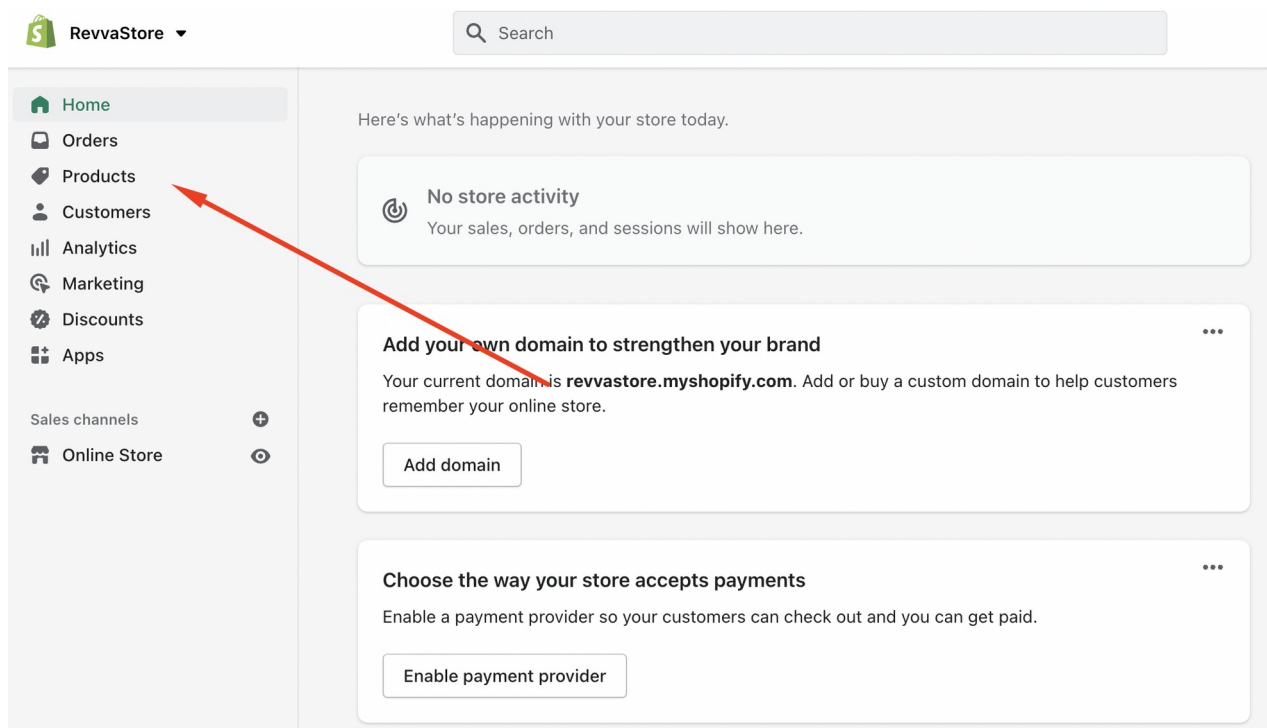 RevvaStore
Search
Home
Orders
Products
Customers
Analytics
Marketing
Discounts
Apps
Sales channels
Online Store
Here's what's happening with your store today.
No store activity
Your sales, orders, and sessions will show here.
Add your own domain to strengthen your brand
Your current domain is revvastore.myshopify.com. Add or buy a custom domain to help customers
remember your online store.
Add domain
Choose the way your store accepts payments
Enable a payment provider so your customers can check out and you can get paid.
Enable payment provider